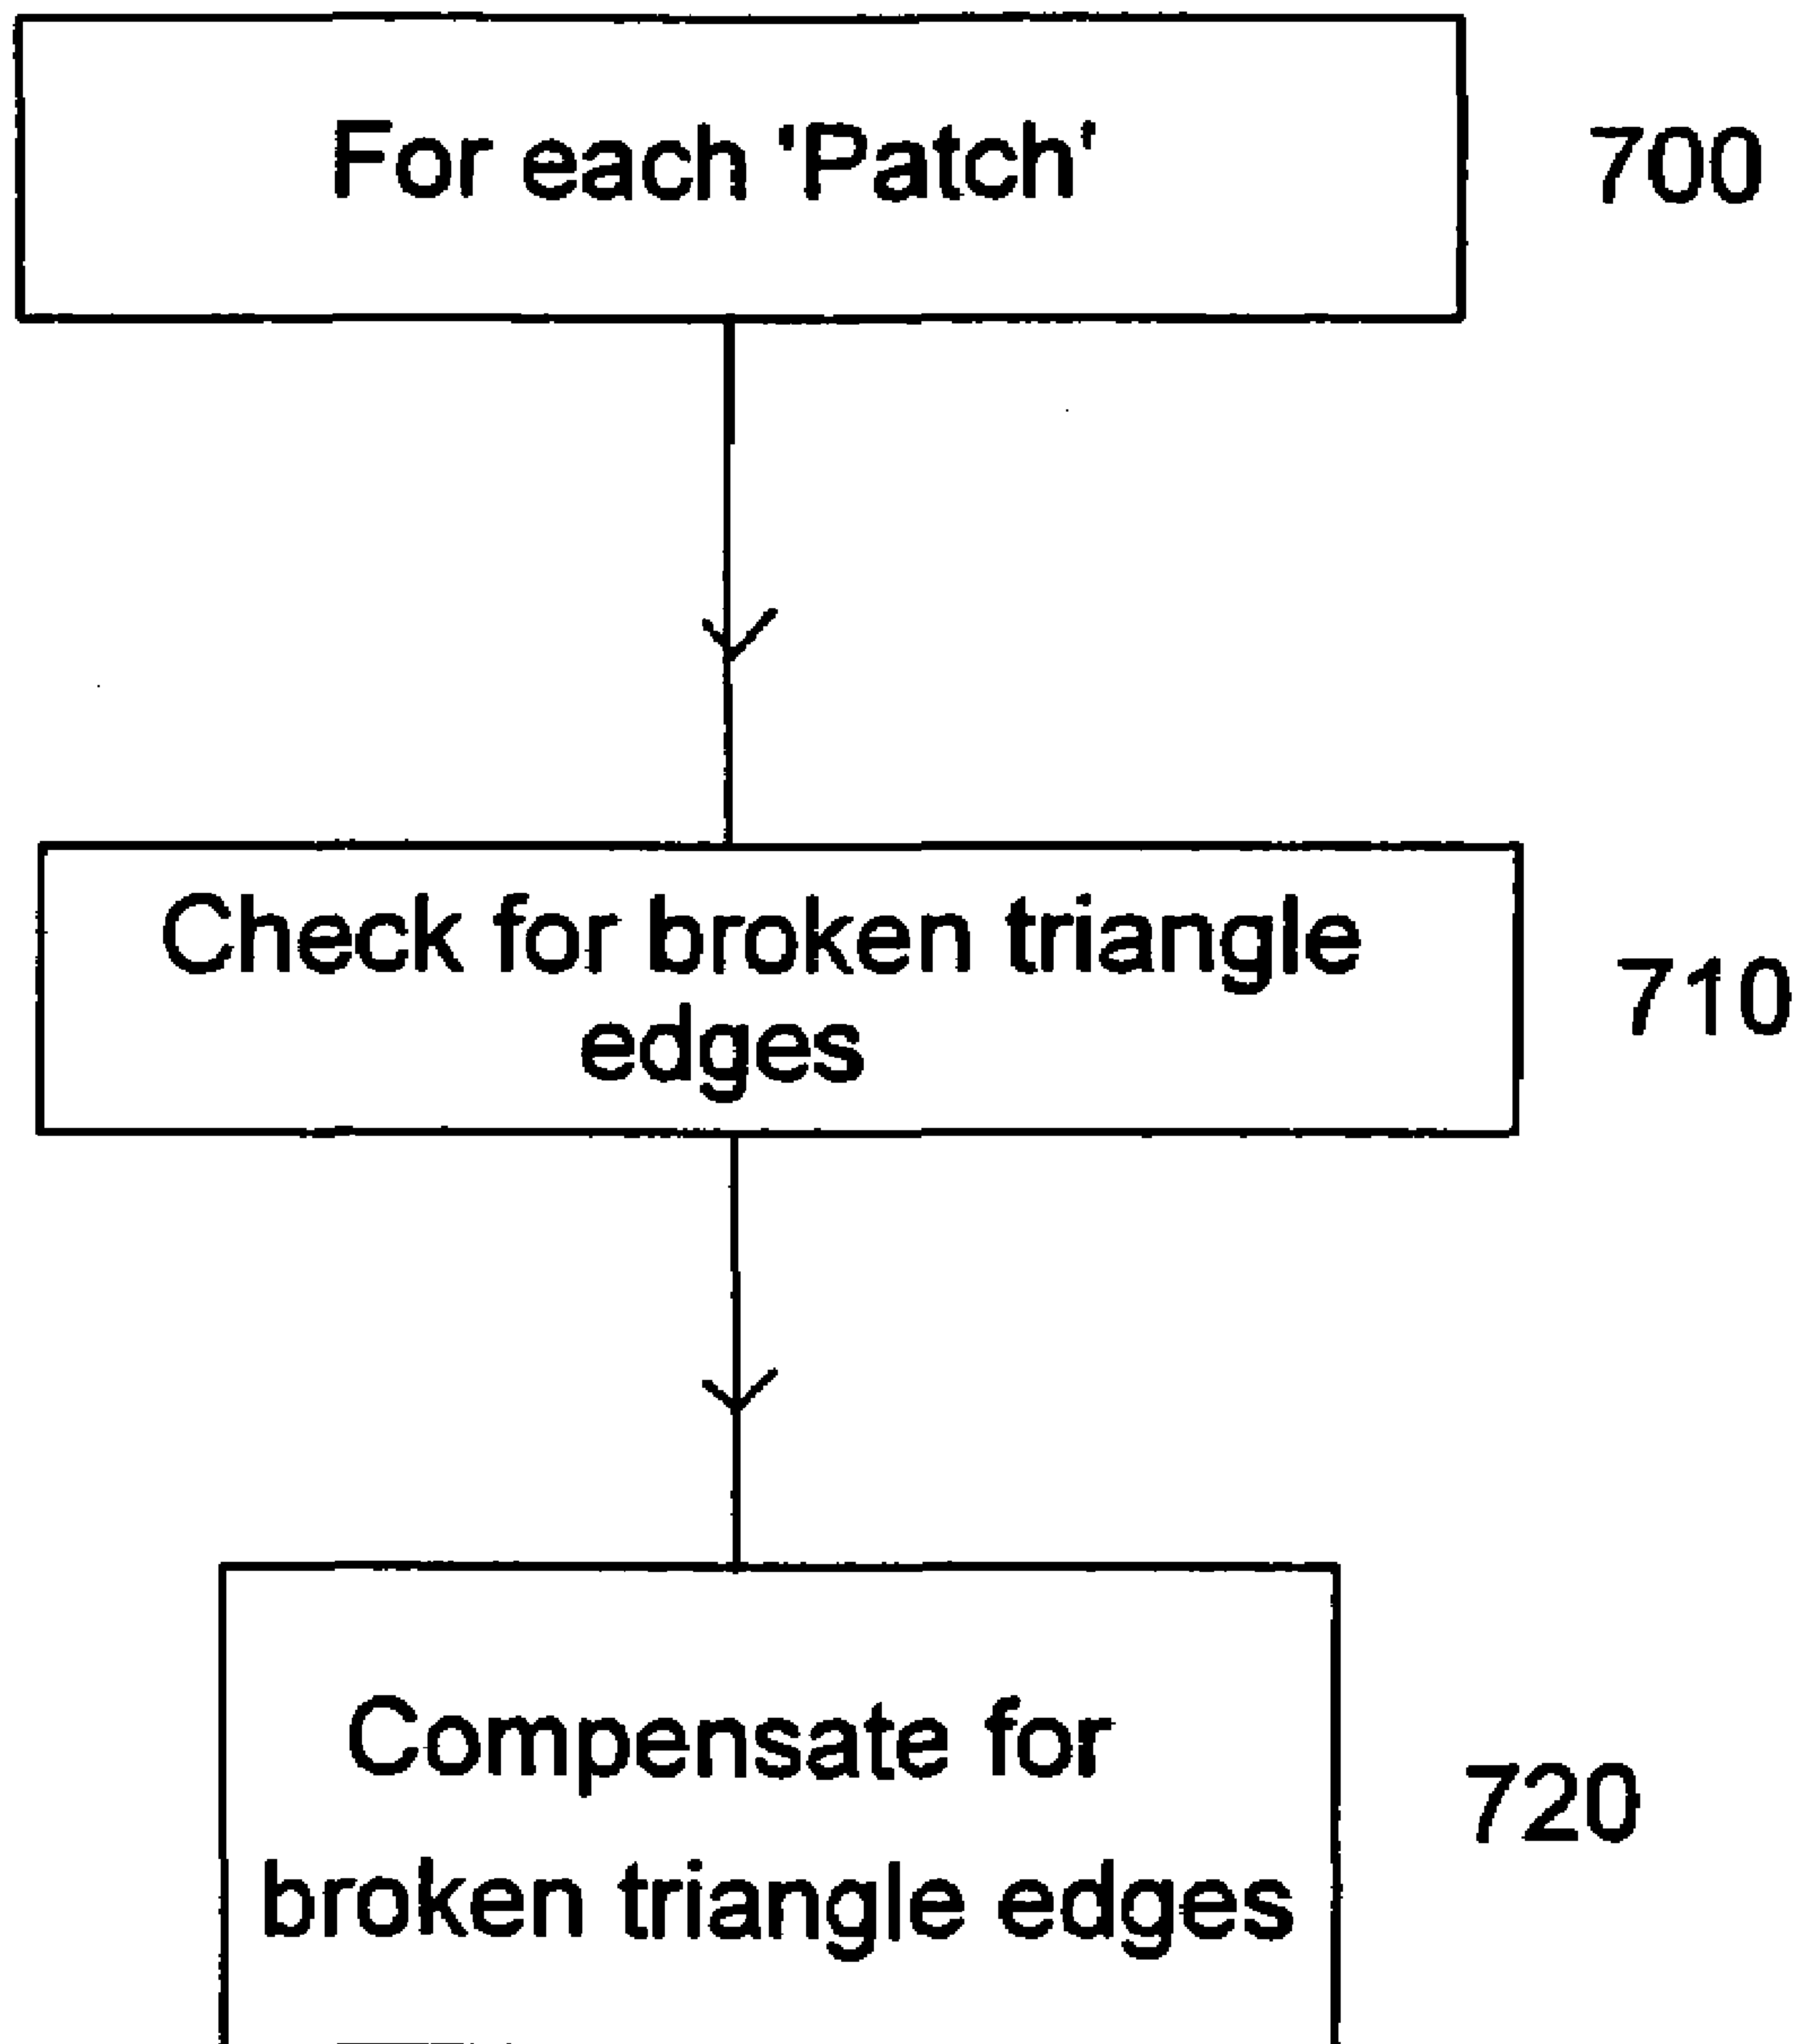 For each 'Patch'
700
Check for broken triangle
edges
710
Compensate for
broken triangle edges
720